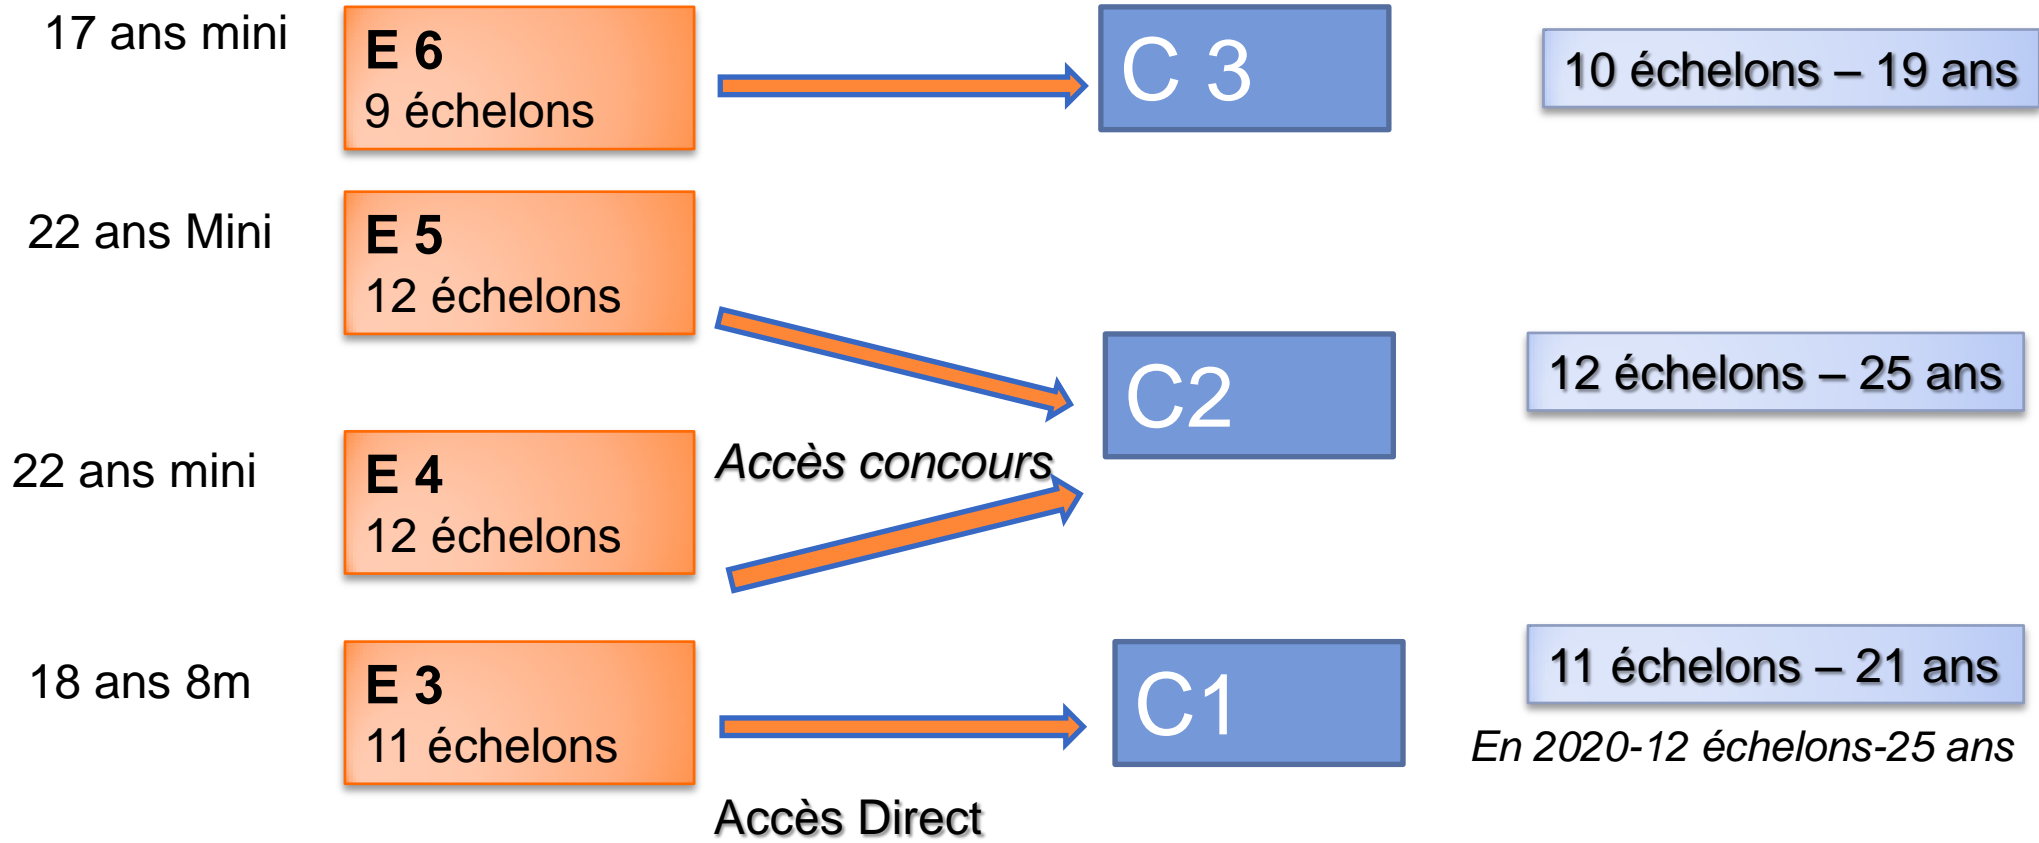 17 ans mini
E 6
9 échelons
C 3
10 échelons – 19 ans
22 ans Mini
E 5
12 échelons
C2
12 échelons – 25 ans
Accès concours
22 ans mini
E 4
12 échelons
18 ans 8m
E 3
11 échelons
C1
11 échelons – 21 ans
En 2020-12 échelons-25 ans
Accès Direct